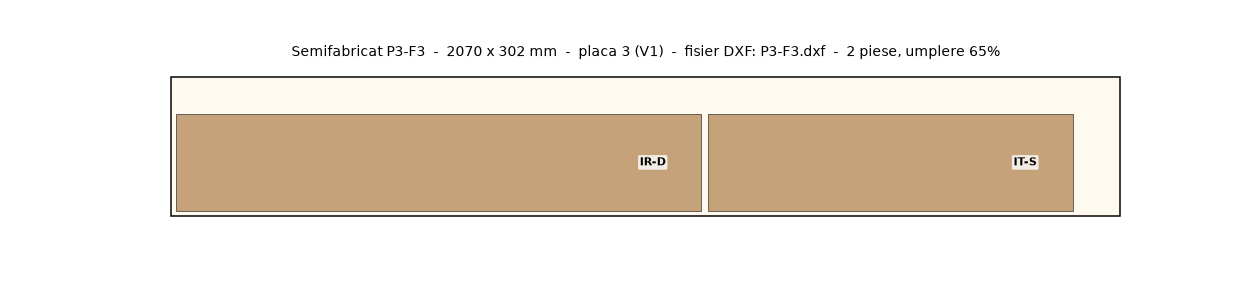 Semifabricat P3-F3  -  2070 x 302 mm  -  placa 3 (V1)  -  fisier DXF: P3-F3.dxf  -  2 piese, umplere 65%
IR-D
IT-S